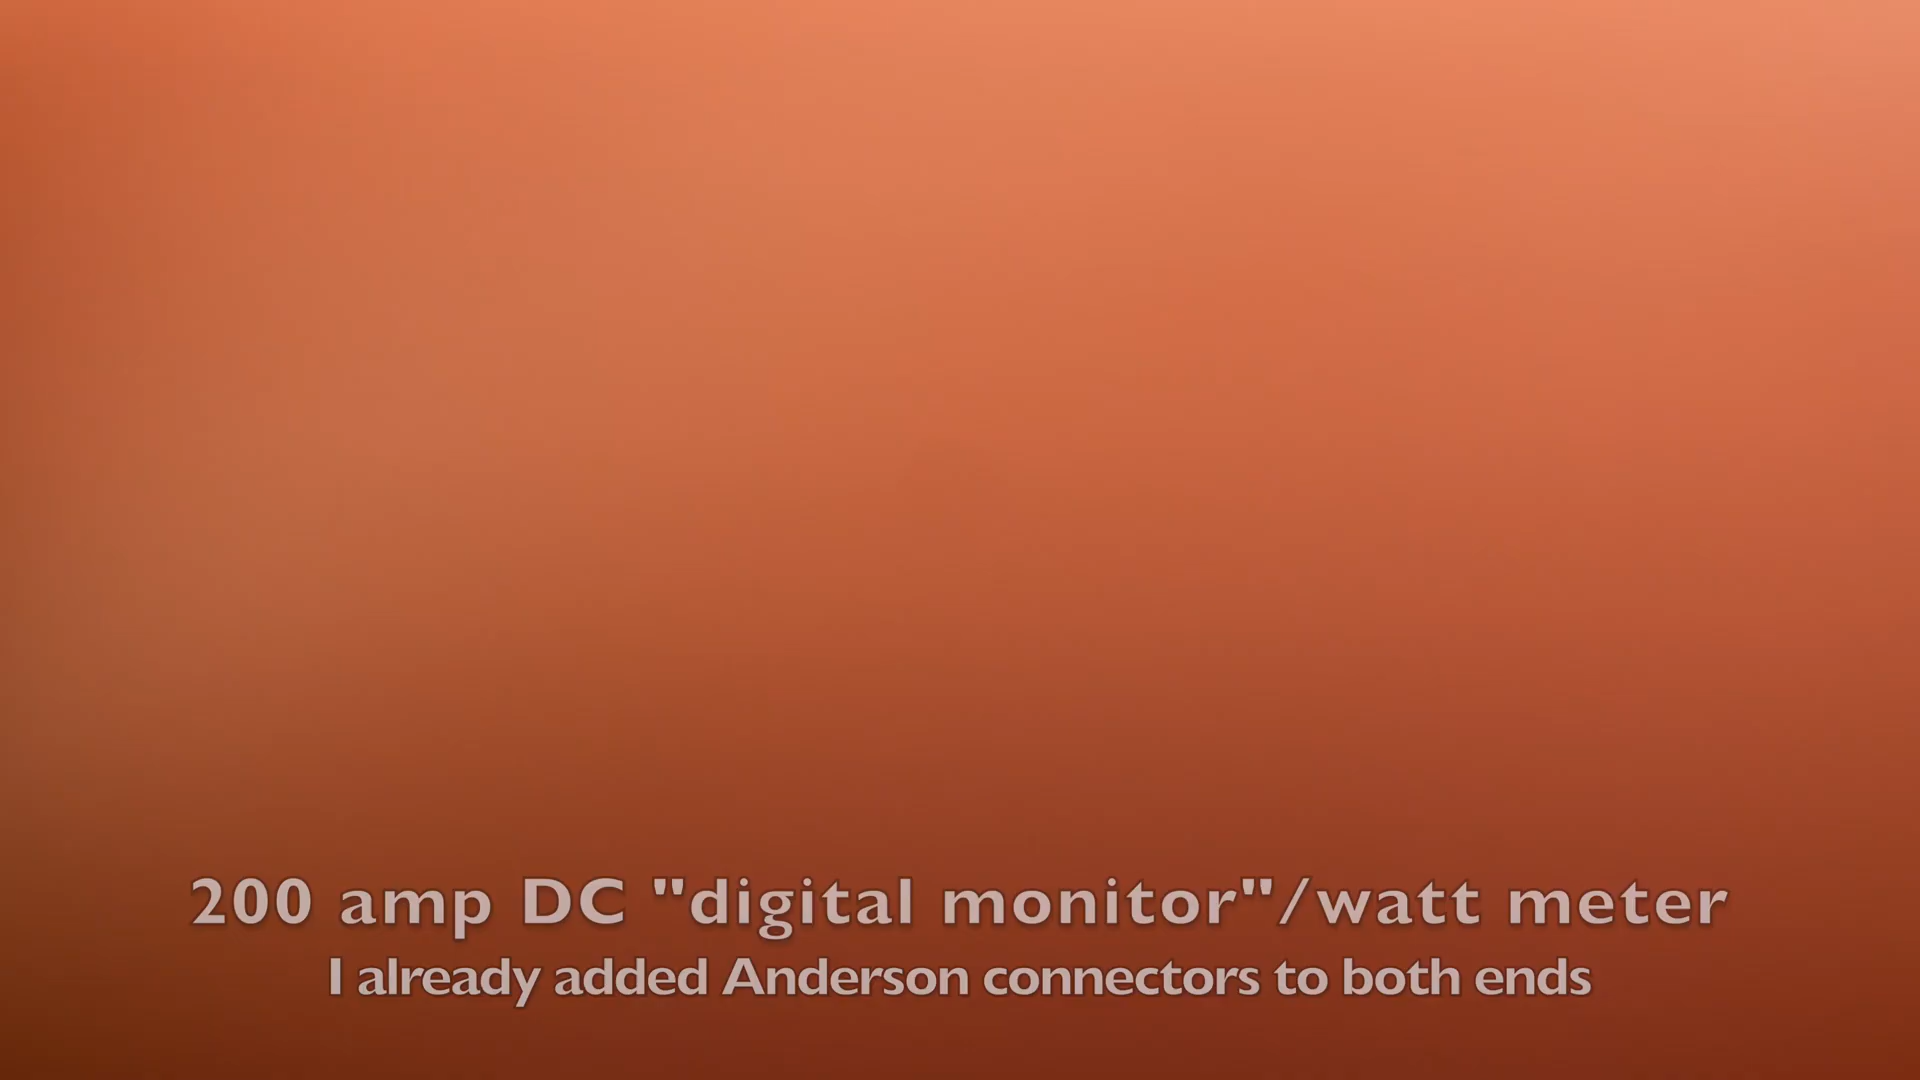 200 amp DC "digital monitor"/watt meter
I already added Anderson connectors to both ends